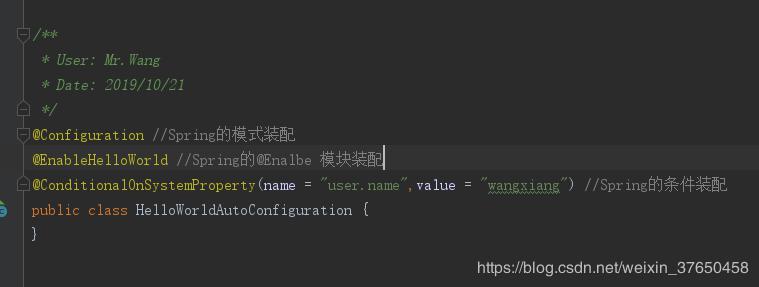 /**
* User: Mr.Wang
* Date: 2019/10/21
*/
@Configuration //Spring的模式装配
@EnableHelloWorld //Spring的@Enalbe 模块装配
@ConditionalOnSystemProperty(name = "user.name",value = "wangxiang") //Spring的条件装配
public class HelloWorldAutoConfiguration {
}
https://blog.csdn.net/weixin_37650458